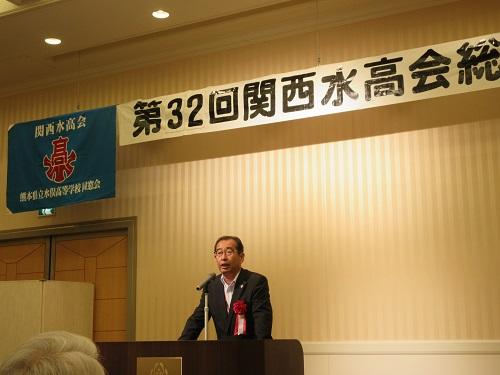 第32回関西水高会総
関西水高会
高
熊本県立水俣高等学校同窓会